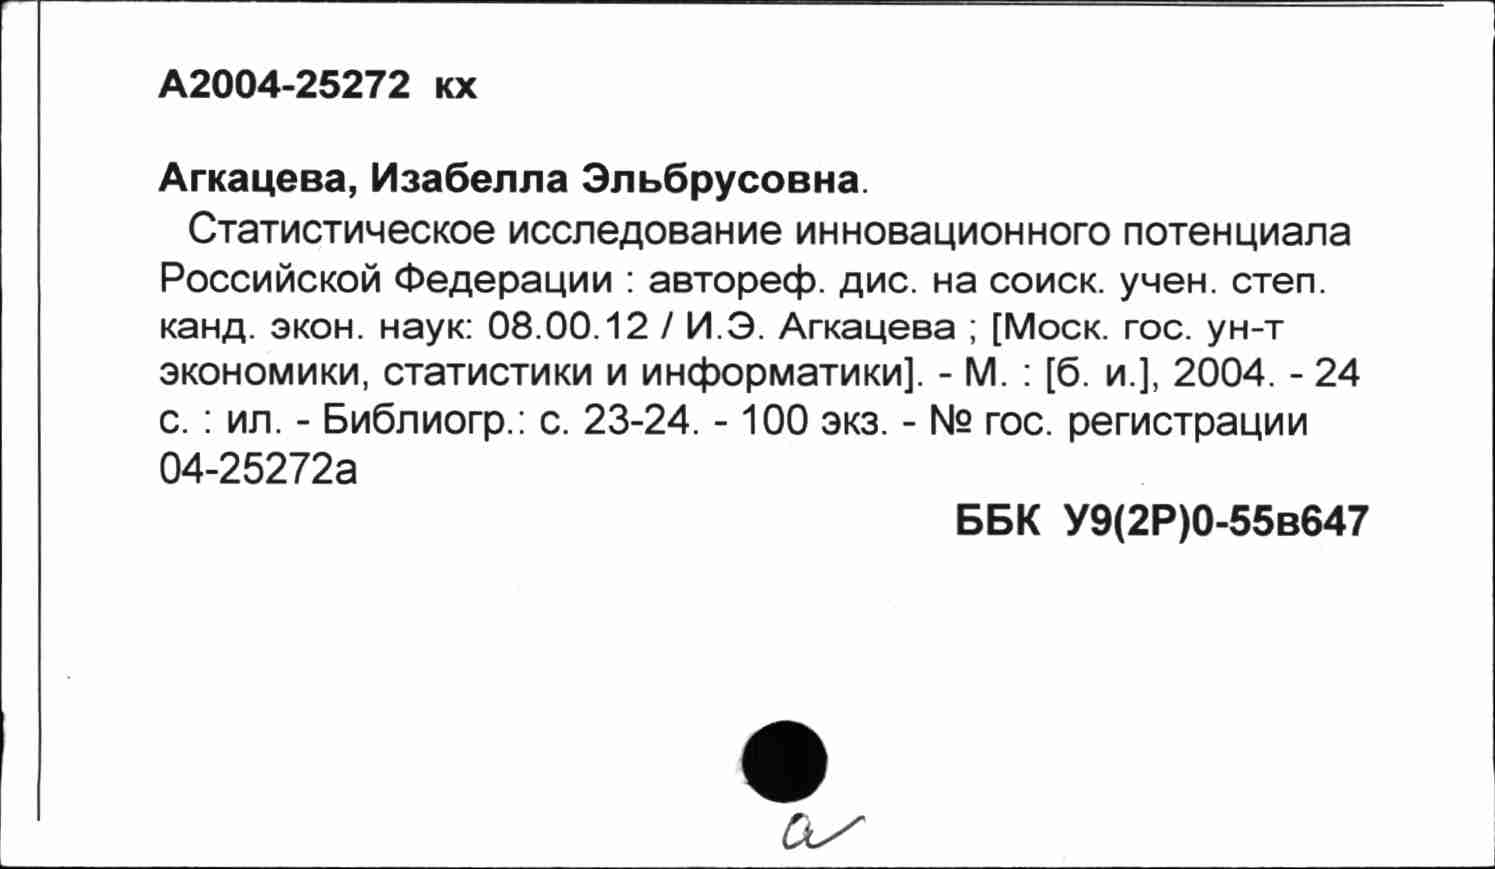 А2004-25272 кх
Агкацева, Изабелла Эльбрусовна.
Статистическое исследование инновационного потенциала
Российской Федерации : автореф. дис. на соиск. учен. степ.
канд. экон. наук: 08.00.12 / И.Э. Агкацева ; [Моск. гос. ун-т
экономики, статистики и информатики]. - М. : [б. и.], 2004. - 24
с. : ил. - Библиогр.: с. 23-24. - 100 экз. - № гос. регистрации
04-25272а
ББК У9(2Р)0-55в647
а